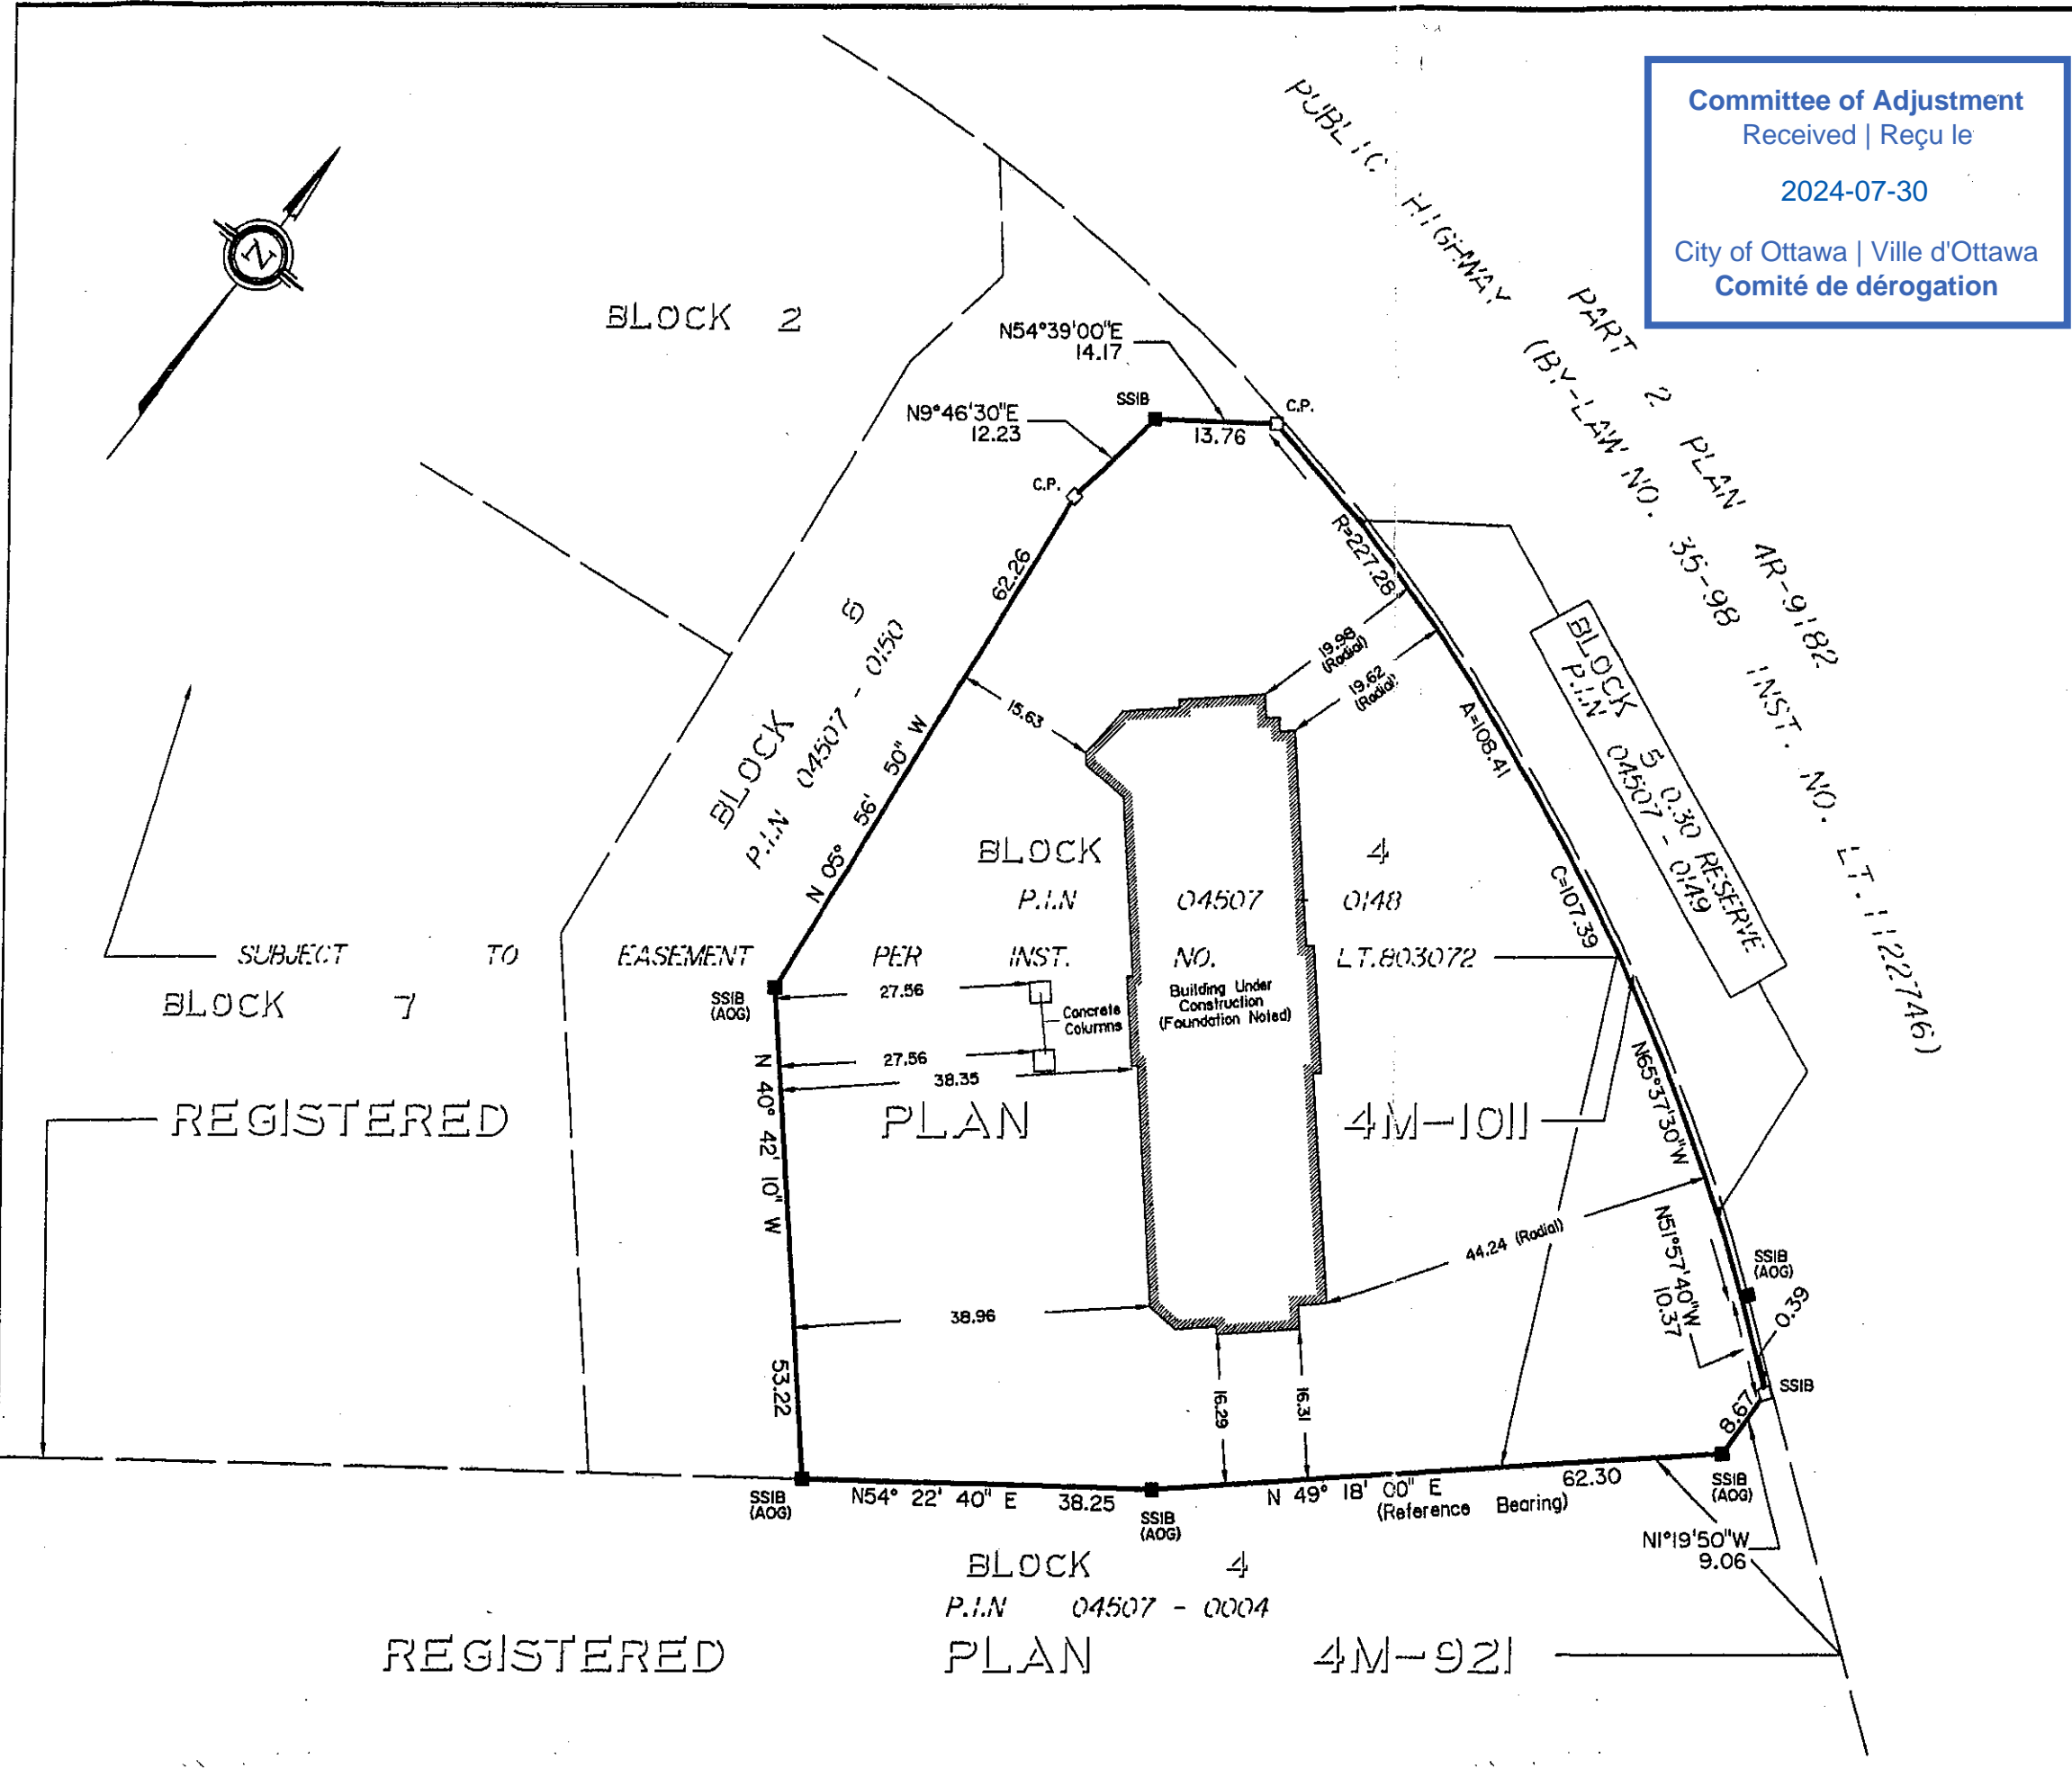 Committee of Adjustment
Received | Reçu le
2024-07-30
City of Ottawa | Ville d'Ottawa
Comité de dérogation
PUBLIC HIGHWAY
(BY-LAW NO. 35-98 INST. NO. LT. 1122746)
PART 2 PLAN 4R-9182
N
BLOCK 2
N54°39'00"E
14.17
SSIB
C.P.
13.76
N9°46'30"E
12.23
C.P.
R=227.28
62.26
19.98
(Radial)
19.62
(Radial)
15.63
A=108.41
BLOCK 5 0.30 RESERVE
P.I.N 04507 - 0149
BLOCK 6
P.I.N 04507 - 0150
N 05° 56' 50" W
BLOCK 4
P.I.N 04507 - 0148
C=107.39
SUBJECT TO EASEMENT PER INST. NO. LT.803072
BLOCK 7
SSIB
(AOG)
27.56
Concrete
Columns
Building Under
Construction
(Foundation Noted)
27.56
38.35
N 40° 42' 10" W
N65°37'30"W
REGISTERED PLAN 4M-1011
44.24 (Radial)
N51°57'40"W
10.37
SSIB
(AOG)
0.39
38.96
53.22
16.29
16.31
SSIB
8.67
SSIB
(AOG)
N54° 22' 40" E 38.25
SSIB
(AOG)
N 49° 18' 00" E 62.30
(Reference Bearing)
SSIB
(AOG)
N1°19'50"W
9.06
BLOCK 4
P.I.N 04507 - 0004
REGISTERED PLAN 4M-921